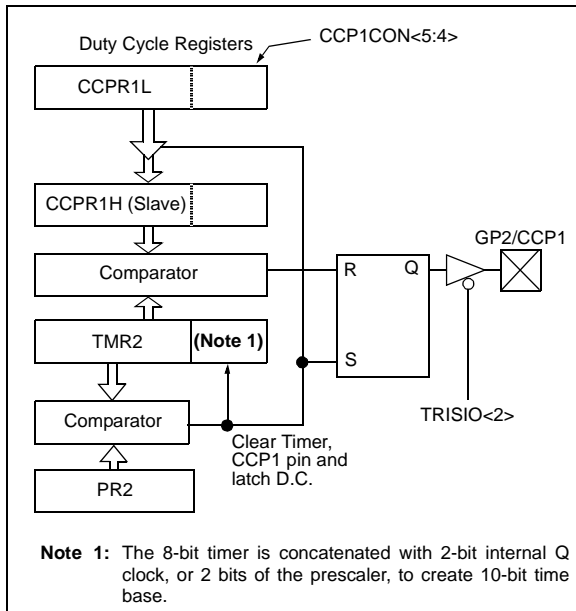 Duty Cycle Registers
CCP1CON<5:4>
CCPR1L
CCPR1H (Slave)
Comparator
R
Q
GP2/CCP1
TMR2
(Note 1)
S
TRISIO<2>
Comparator
Clear Timer,
CCP1 pin and
latch D.C.
PR2
Note 1: The 8-bit timer is concatenated with 2-bit internal Q
clock, or 2 bits of the prescaler, to create 10-bit time
base.